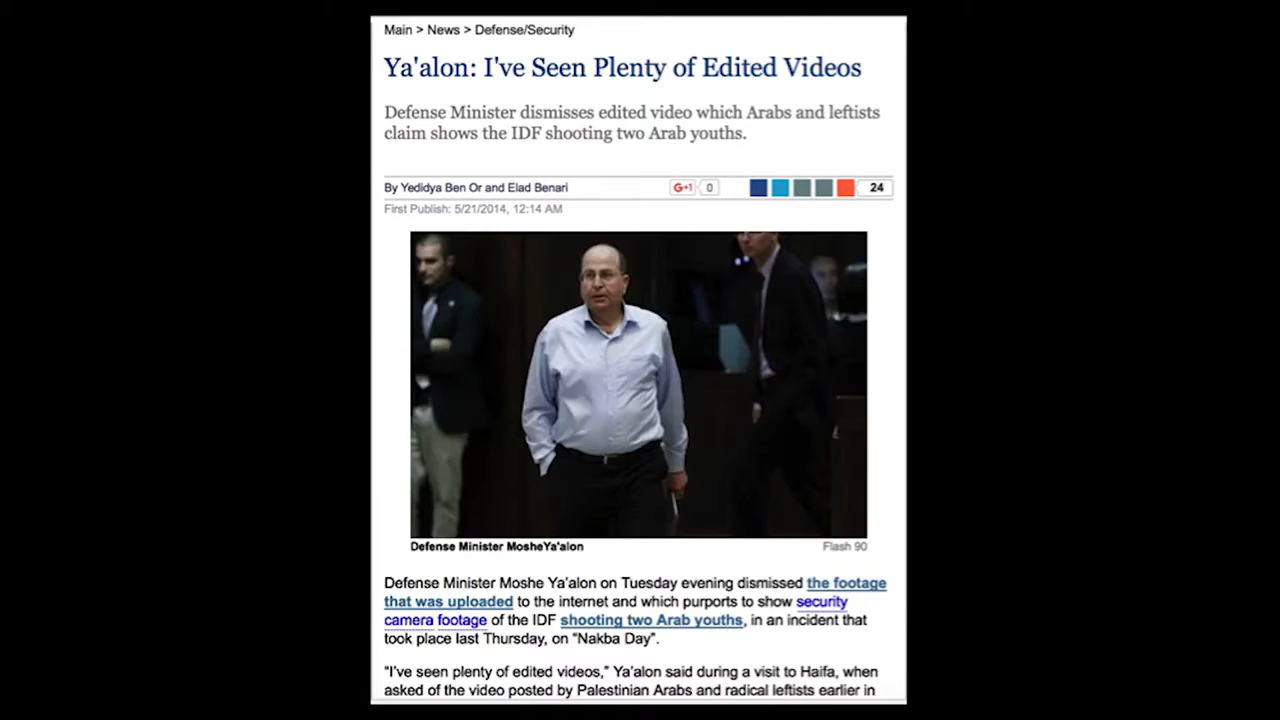 Main > News > Defense/Security
Ya'alon: I've Seen Plenty of Edited Videos
Defense Minister dismisses edited video which Arabs and leftists
claim shows the IDF shooting two Arab youths.
By Yedidya Ben Or and Elad Benari
G+1 0
24
First Publish: 5/21/2014, 12:14 AM
Defense Minister MosheYa'alon
Flash 90
Defense Minister Moshe Ya'alon on Tuesday evening dismissed the footage
that was uploaded to the internet and which purports to show security
camera footage of the IDF shooting two Arab youths, in an incident that
took place last Thursday, on “Nakba Day”.
“I've seen plenty of edited videos,” Ya'alon said during a visit to Haifa, when
asked of the video posted by Palestinian Arabs and radical leftists earlier in